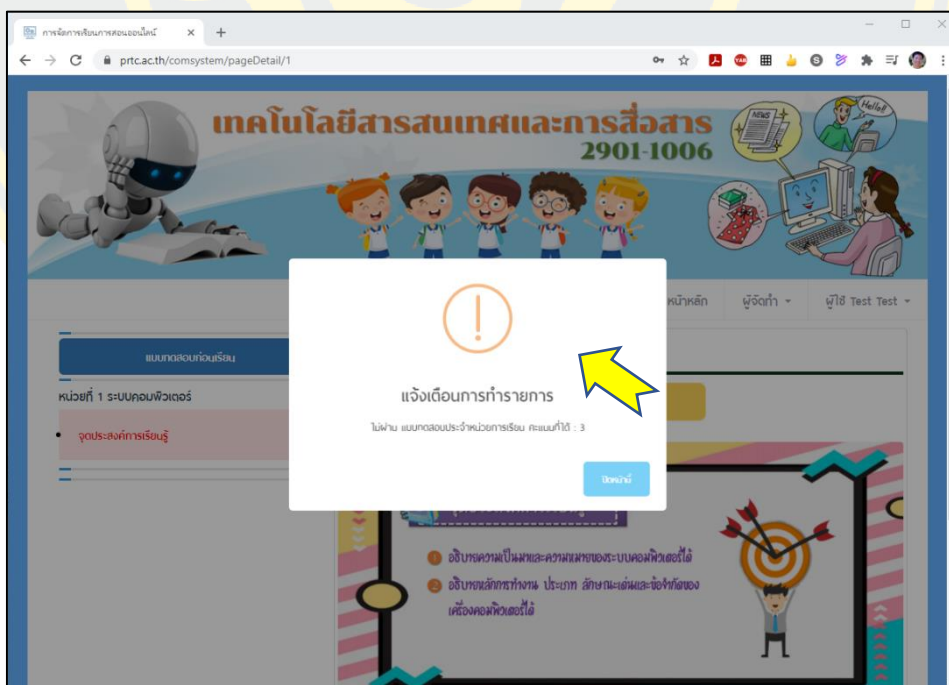 การจัดการเรียนการสอนออนไลน์
prtc.ac.th/comsystem/pageDetail/1
เทคโนโลยีสารสนเทศและการสื่อสาร
2901-1006
NEWS
Hello!
หน้าหลัก ผู้จัดทำ ผู้ใช้ Test Test
แบบทดสอบก่อนเรียน
หน่วยที่ 1 ระบบคอมพิวเตอร์
จุดประสงค์การเรียนรู้
แจ้งเตือนการทำรายการ
ไม่ผ่าน แบบทดสอบประจำหน่วยการเรียน คะแนนที่ได้ : 3
ปิดหน้านี้
1 อธิบายความเป็นมาและความหมายของระบบคอมพิวเตอร์ได้
2 อธิบายหลักการทำงาน ประเภท ลักษณะเด่นและข้อจำกัดของ
เครื่องคอมพิวเตอร์ได้